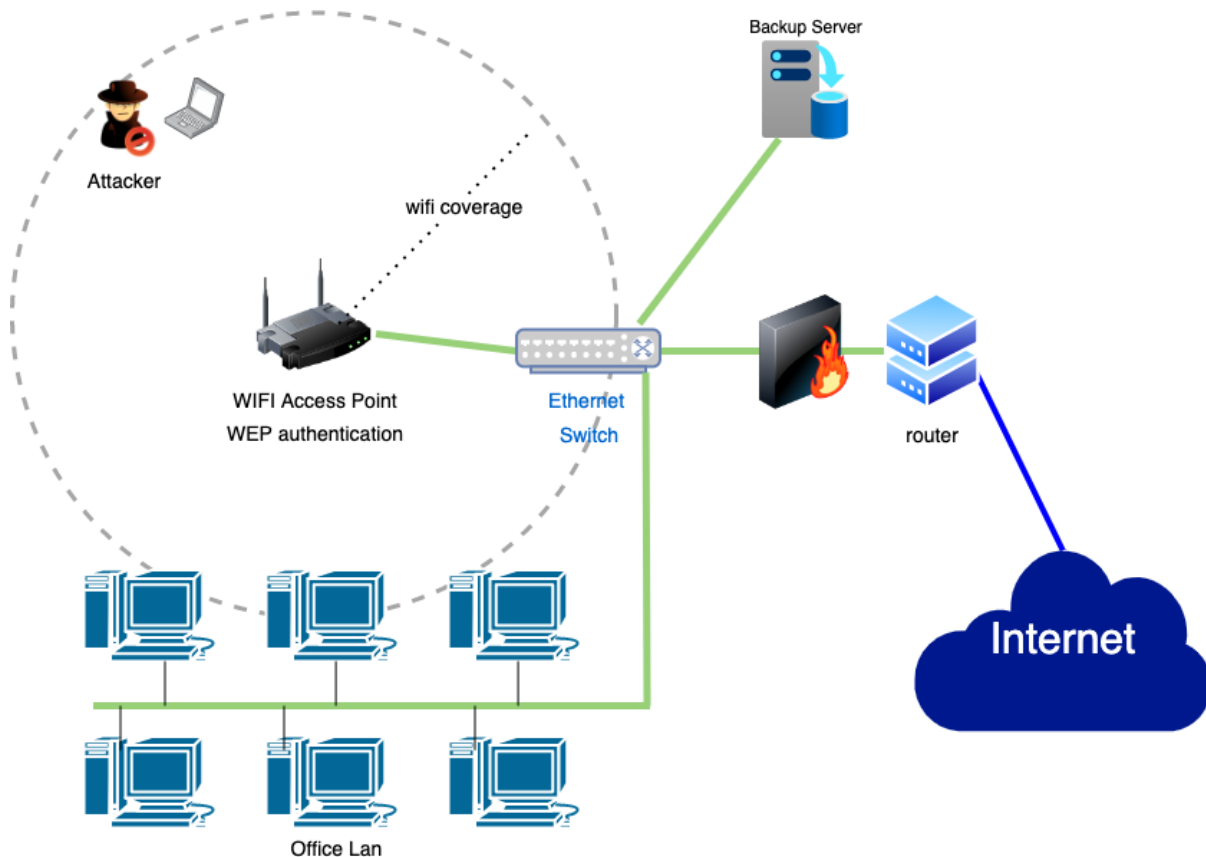 Backup Server
Attacker
wifi coverage
WIFI Access Point
WEP authentication
Ethernet
Switch
router
Internet
Office Lan